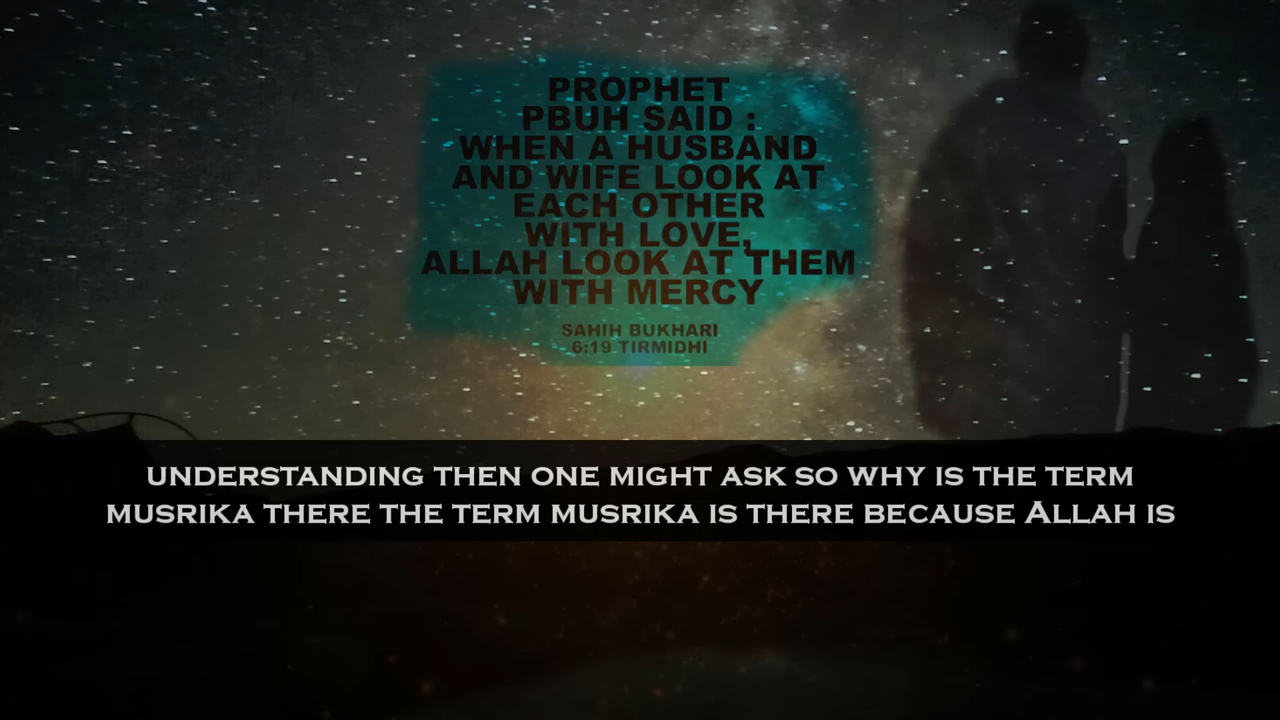 PROPHET
PBUH SAID :
WHEN A HUSBAND
AND WIFE LOOK AT
EACH OTHER
WITH LOVE,
ALLAH LOOK AT THEM
WITH MERCY
SAHIH BUKHARI
6:19 TIRMIDHI
UNDERSTANDING THEN ONE MIGHT ASK SO WHY IS THE TERM
MUSRIKA THERE THE TERM MUSRIKA IS THERE BECAUSE ALLAH IS